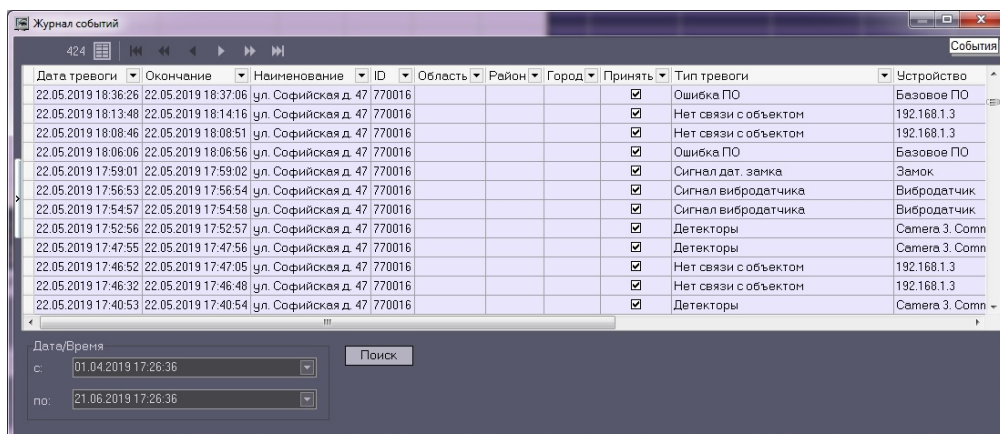 Журнал событий
424
События
Дата тревоги Окончание Наименование ID Область Район Город Принять Тип тревоги Устройство
22.05.2019 18:36:26 22.05.2019 18:37:06 ул. Софийская д. 47 770016 Ошибка ПО Базовое ПО
22.05.2019 18:13:48 22.05.2019 18:14:16 ул. Софийская д. 47 770016 Нет связи с объектом 192.168.1.3
22.05.2019 18:08:46 22.05.2019 18:08:51 ул. Софийская д. 47 770016 Нет связи с объектом 192.168.1.3
22.05.2019 18:06:06 22.05.2019 18:06:56 ул. Софийская д. 47 770016 Ошибка ПО Базовое ПО
22.05.2019 17:59:01 22.05.2019 17:59:02 ул. Софийская д. 47 770016 Сигнал дат. замка Замок
22.05.2019 17:56:53 22.05.2019 17:56:54 ул. Софийская д. 47 770016 Сигнал вибродатчика Вибродатчик
22.05.2019 17:54:57 22.05.2019 17:54:58 ул. Софийская д. 47 770016 Сигнал вибродатчика Вибродатчик
22.05.2019 17:52:56 22.05.2019 17:52:57 ул. Софийская д. 47 770016 Детекторы Camera 3. Comm
22.05.2019 17:47:55 22.05.2019 17:47:56 ул. Софийская д. 47 770016 Детекторы Camera 3. Comm
22.05.2019 17:46:52 22.05.2019 17:47:05 ул. Софийская д. 47 770016 Нет связи с объектом 192.168.1.3
22.05.2019 17:46:32 22.05.2019 17:46:48 ул. Софийская д. 47 770016 Нет связи с объектом 192.168.1.3
22.05.2019 17:40:53 22.05.2019 17:40:54 ул. Софийская д. 47 770016 Детекторы Camera 3. Comm
Дата/Время
с: 01.04.2019 17:26:36
Поиск
по: 21.06.2019 17:26:36